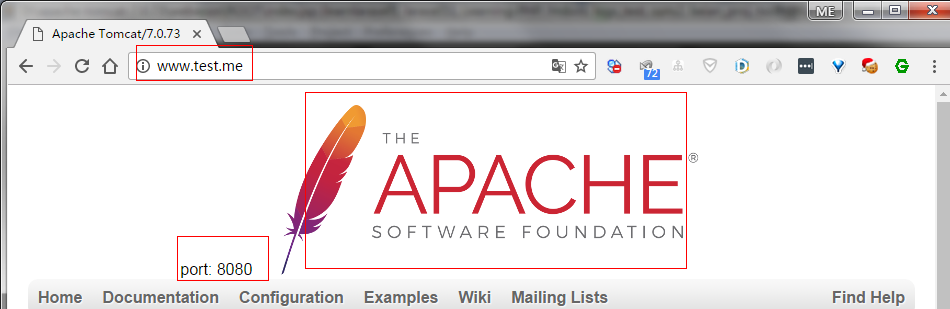 ME
Apache Tomcat/7.0.73
www.test.me
72
THE
APACHE®
SOFTWARE FOUNDATION
port: 8080
Home Documentation Configuration Examples Wiki Mailing Lists Find Help